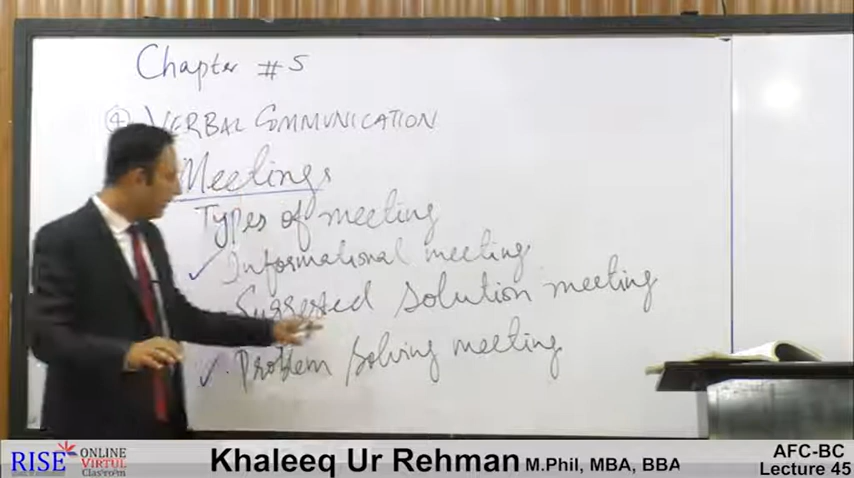 Chapter #5
④ VERBAL COMMUNICATION
Meetings
Types of meeting
✓ Informational meeting
Suggested solution meeting
✓ Problem solving meeting
RISE ONLINE VIRTUL Classroom
Khaleeq Ur Rehman M.Phil, MBA, BBA
AFC-BC
Lecture 45